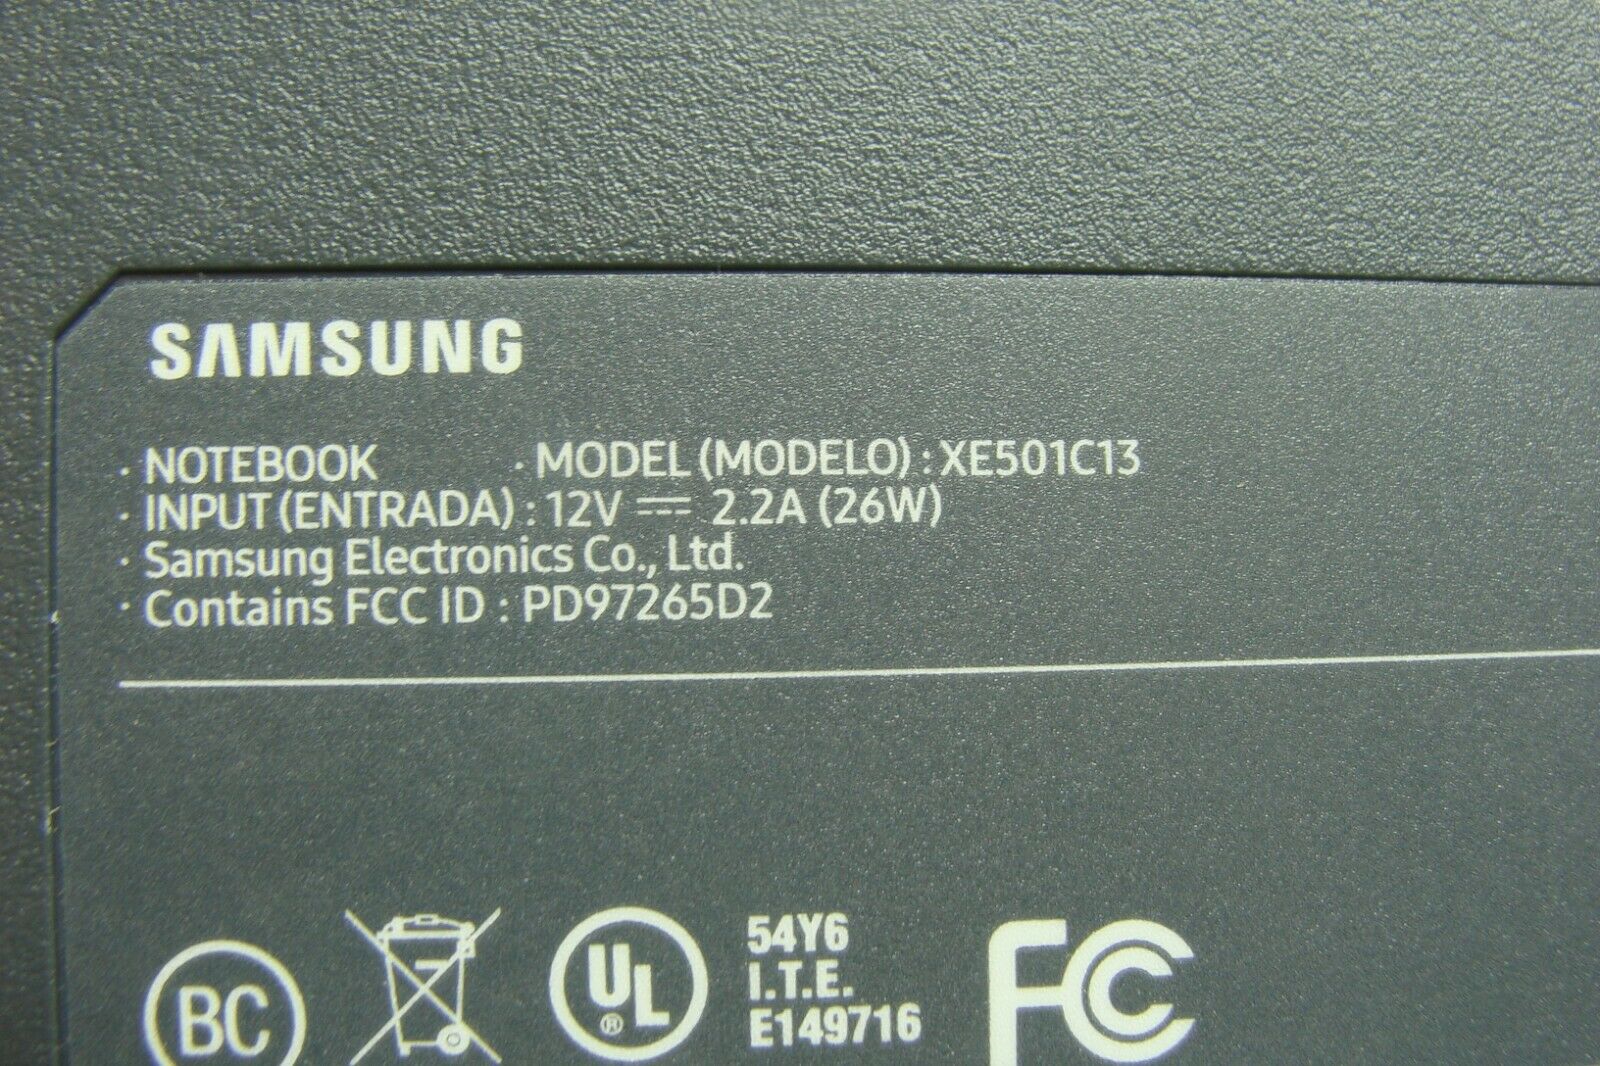 SAMSUNG
· NOTEBOOK · MODEL (MODELO) : XE501C13
· INPUT (ENTRADA) : 12V ⎓ 2.2A (26W)
· Samsung Electronics Co., Ltd.
· Contains FCC ID : PD97265D2
BC
UL ®
54Y6
I.T.E.
E149716
FC